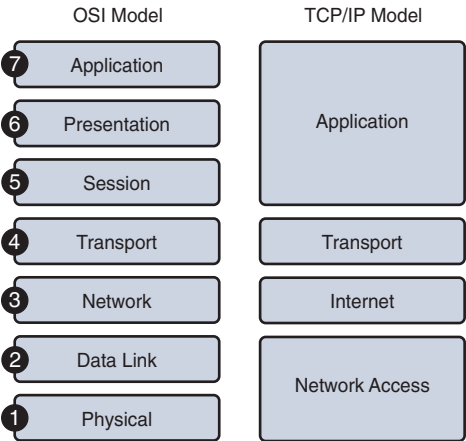 OSI Model
TCP/IP Model
7 Application
6 Presentation
5 Session
Application
4 Transport
Transport
3 Network
Internet
2 Data Link
1 Physical
Network Access